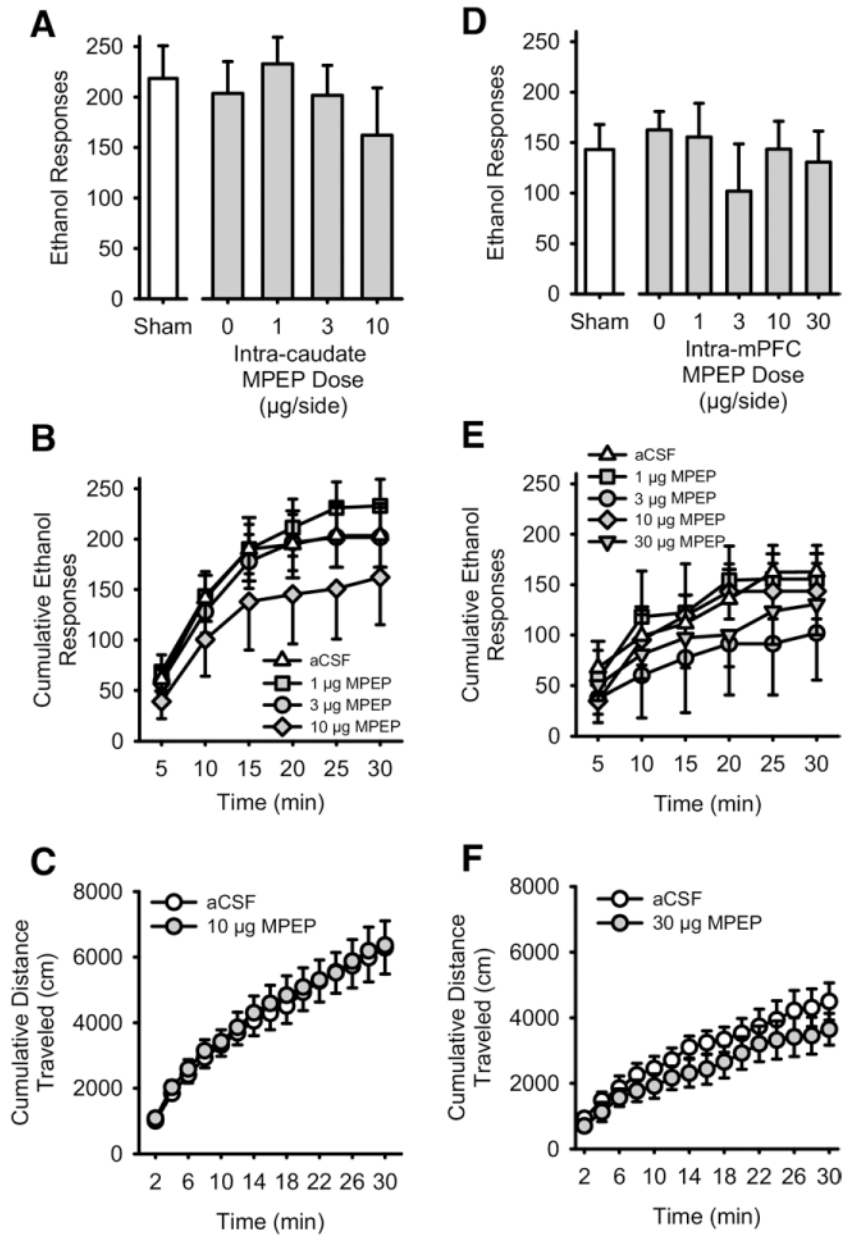 A
Ethanol Responses
250
200
150
100
50
0
Sham 0 1 3 10
Intra-caudate
MPEP Dose
(µg/side)
B
Cumulative Ethanol
Responses
250
200
150
100
50
0
aCSF
1 µg MPEP
3 µg MPEP
10 µg MPEP
5 10 15 20 25 30
Time (min)
C
Cumulative Distance
Traveled (cm)
8000
6000
4000
2000
0
aCSF
10 µg MPEP
2 6 10 14 18 22 26 30
Time (min)
D
Ethanol Responses
250
200
150
100
50
0
Sham 0 1 3 10 30
Intra-mPFC
MPEP Dose
(µg/side)
E
Cumulative Ethanol
Responses
aCSF
1 µg MPEP
3 µg MPEP
10 µg MPEP
30 µg MPEP
250
200
150
100
50
0
5 10 15 20 25 30
Time (min)
F
Cumulative Distance
Traveled (cm)
8000
6000
4000
2000
0
aCSF
30 µg MPEP
2 6 10 14 18 22 26 30
Time (min)